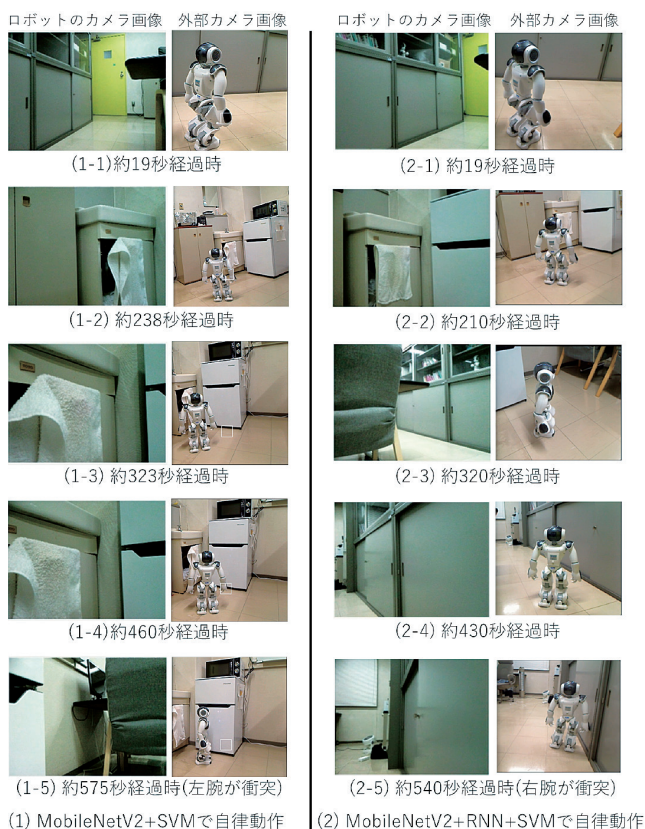 ロボットのカメラ画像 外部カメラ画像
(1-1)約19秒経過時
(1-2) 約238秒経過時
(1-3) 約323秒経過時
(1-4)約460秒経過時
(1-5) 約575秒経過時(左腕が衝突)
(1) MobileNetV2+SVMで自律動作
ロボットのカメラ画像 外部カメラ画像
(2-1) 約19秒経過時
(2-2) 約210秒経過時
(2-3) 約320秒経過時
(2-4) 約430秒経過時
(2-5) 約540秒経過時(右腕が衝突)
(2) MobileNetV2+RNN+SVMで自律動作